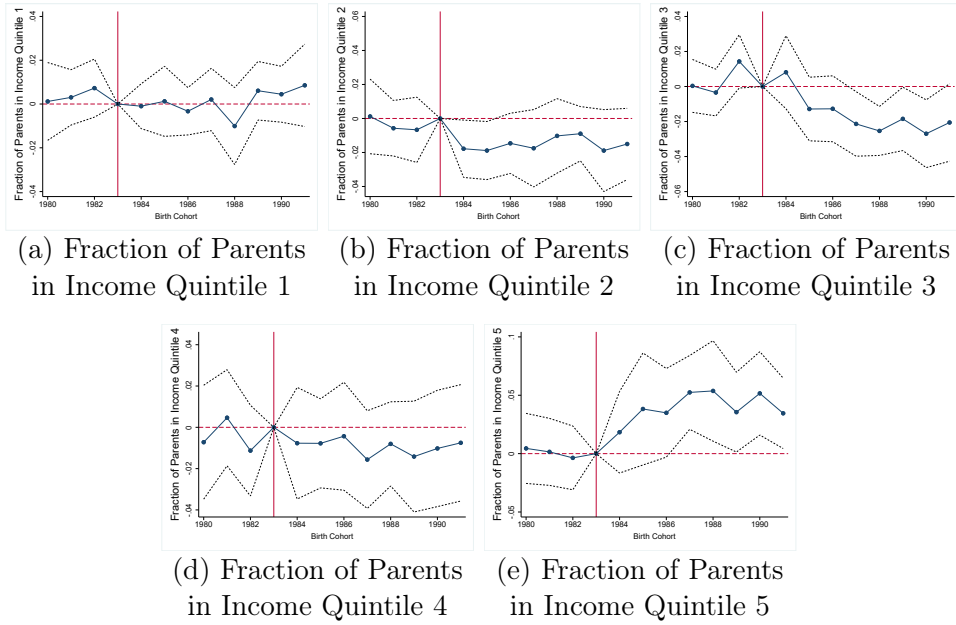 Fraction of Parents in Income Quintile 1
.04
.02
0
-.02
-.04
1980
1982
1984
1986
1988
1990
Birth Cohort
Fraction of Parents in Income Quintile 2
.06
.04
.02
0
-.02
-.04
1980
1982
1984
1986
1988
1990
Birth Cohort
Fraction of Parents in Income Quintile 3
.04
.02
0
-.02
-.04
-.06
1980
1982
1984
1986
1988
1990
Birth Cohort
(a) Fraction of Parents
in Income Quintile 1
(b) Fraction of Parents
in Income Quintile 2
(c) Fraction of Parents
in Income Quintile 3
Fraction of Parents in Income Quintile 4
.04
.02
0
-.02
-.04
1980
1982
1984
1986
1988
1990
Birth Cohort
Fraction of Parents in Income Quintile 5
.1
.05
0
-.05
1980
1982
1984
1986
1988
1990
Birth Cohort
(d) Fraction of Parents
in Income Quintile 4
(e) Fraction of Parents
in Income Quintile 5